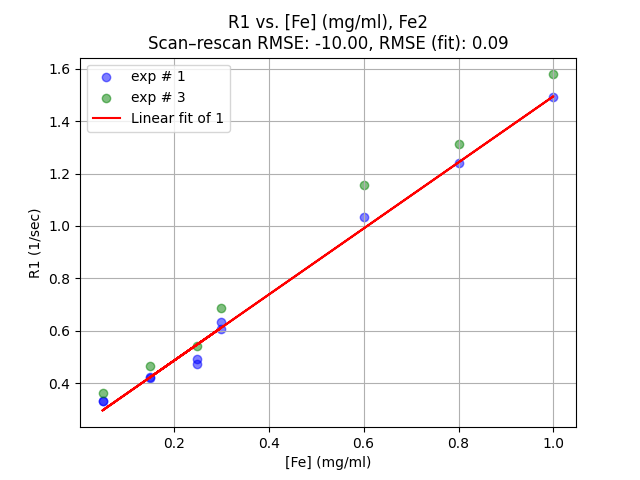 R1 vs. [Fe] (mg/ml), Fe2
Scan–rescan RMSE: -10.00, RMSE (fit): 0.09
exp # 1
exp # 3
Linear fit of 1
R1 (1/sec)
1.6
1.4
1.2
1.0
0.8
0.6
0.4
0.2 0.4 0.6 0.8 1.0
[Fe] (mg/ml)